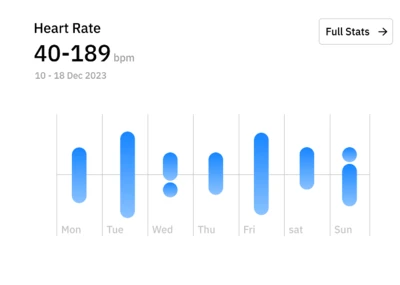 Heart Rate
Full Stats
40-189 bpm
10 - 18 Dec 2023
Mon Tue Wed Thu Fri sat Sun